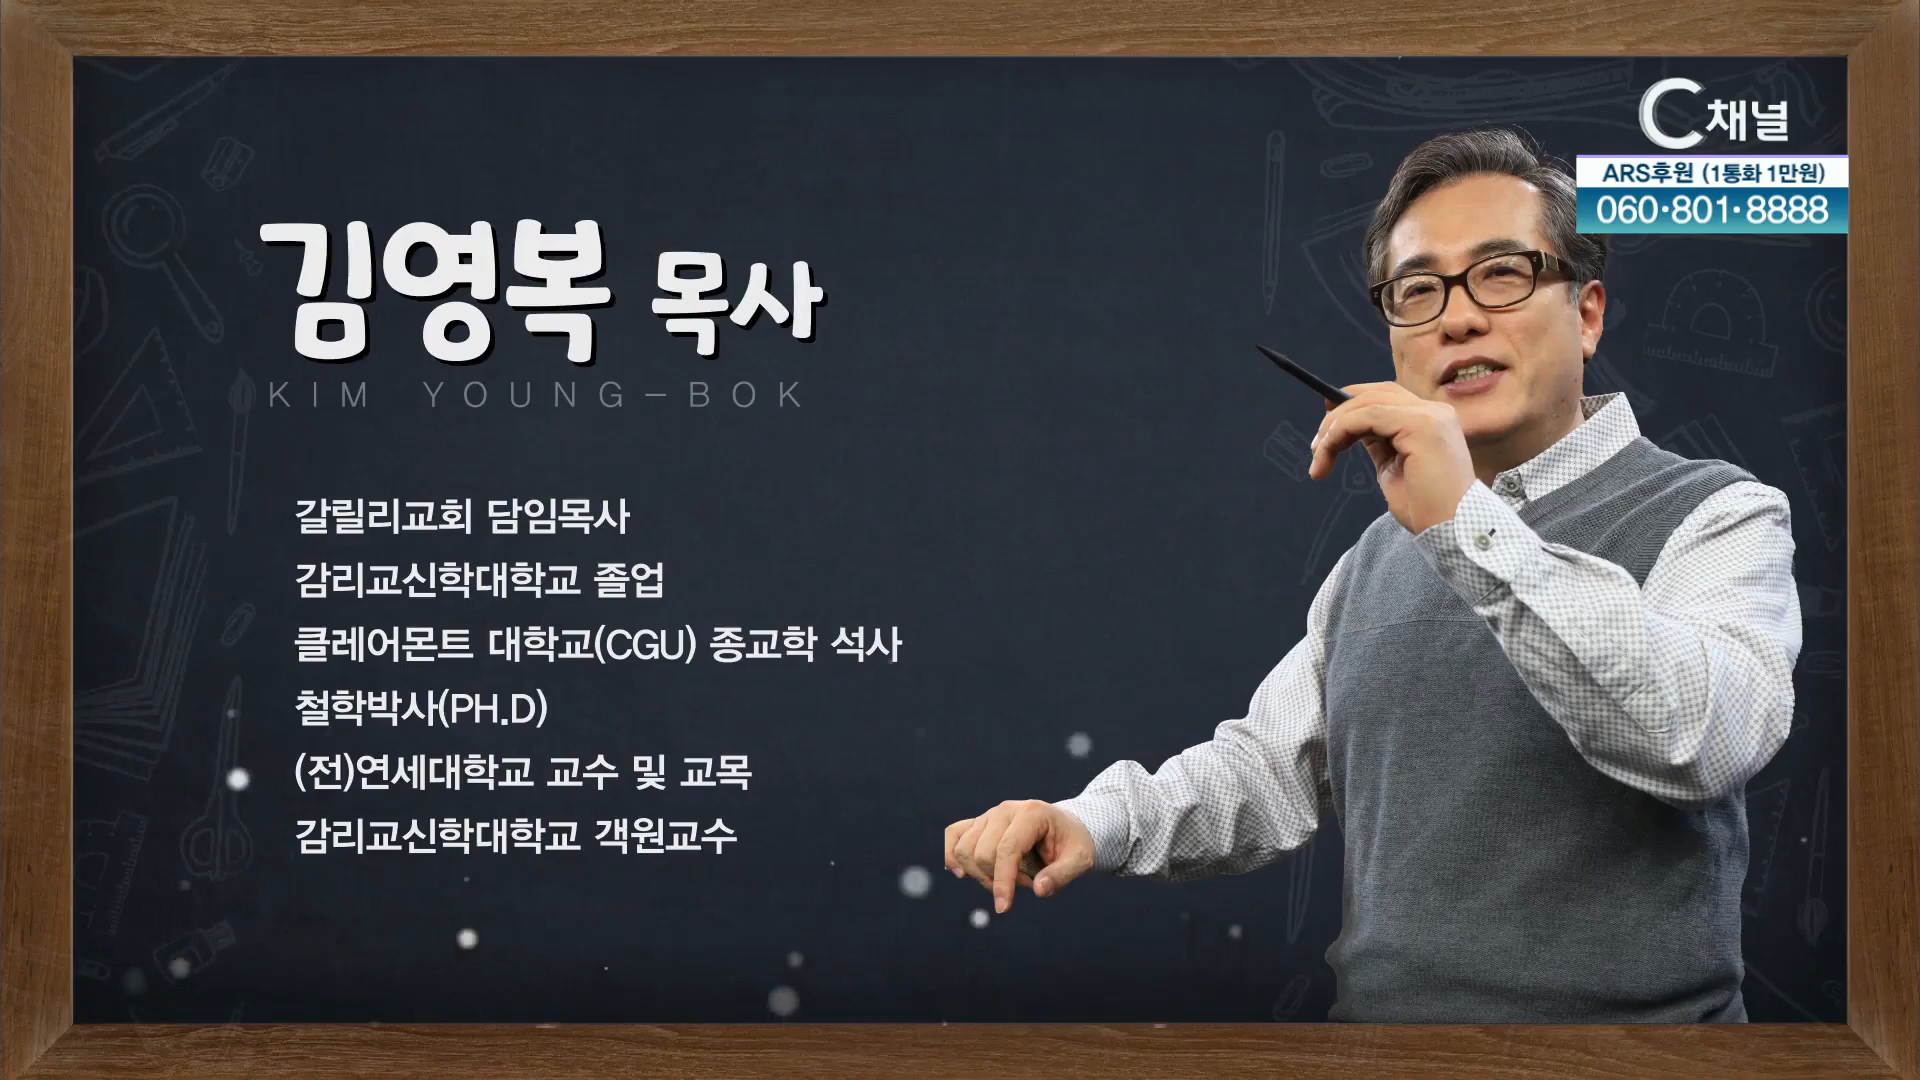 C채널
ARS후원 (1통화 1만원)
060·801·8888
김영복 목사
KIM YOUNG-BOK
갈릴리교회 담임목사
감리교신학대학교 졸업
클레어몬트 대학교(CGU) 종교학 석사
철학박사(PH.D)
(전)연세대학교 교수 및 교목
감리교신학대학교 객원교수